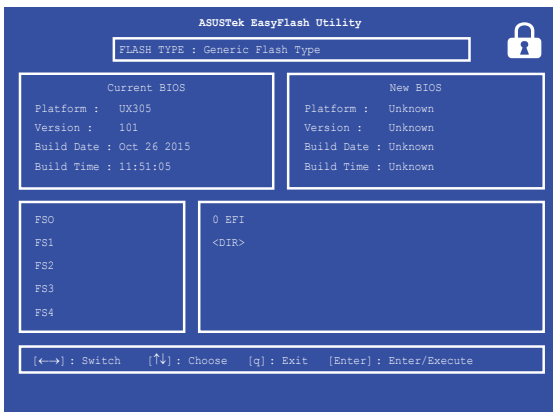 ASUSTek EasyFlash Utility
FLASH TYPE : Generic Flash Type
Current BIOS
Platform : UX305
Version : 101
Build Date : Oct 26 2015
Build Time : 11:51:05
New BIOS
Platform : Unknown
Version : Unknown
Build Date : Unknown
Build Time : Unknown
FS0
FS1
FS2
FS3
FS4
0 EFI
<DIR>
[←→] : Switch [↑↓] : Choose [q] : Exit [Enter] : Enter/Execute